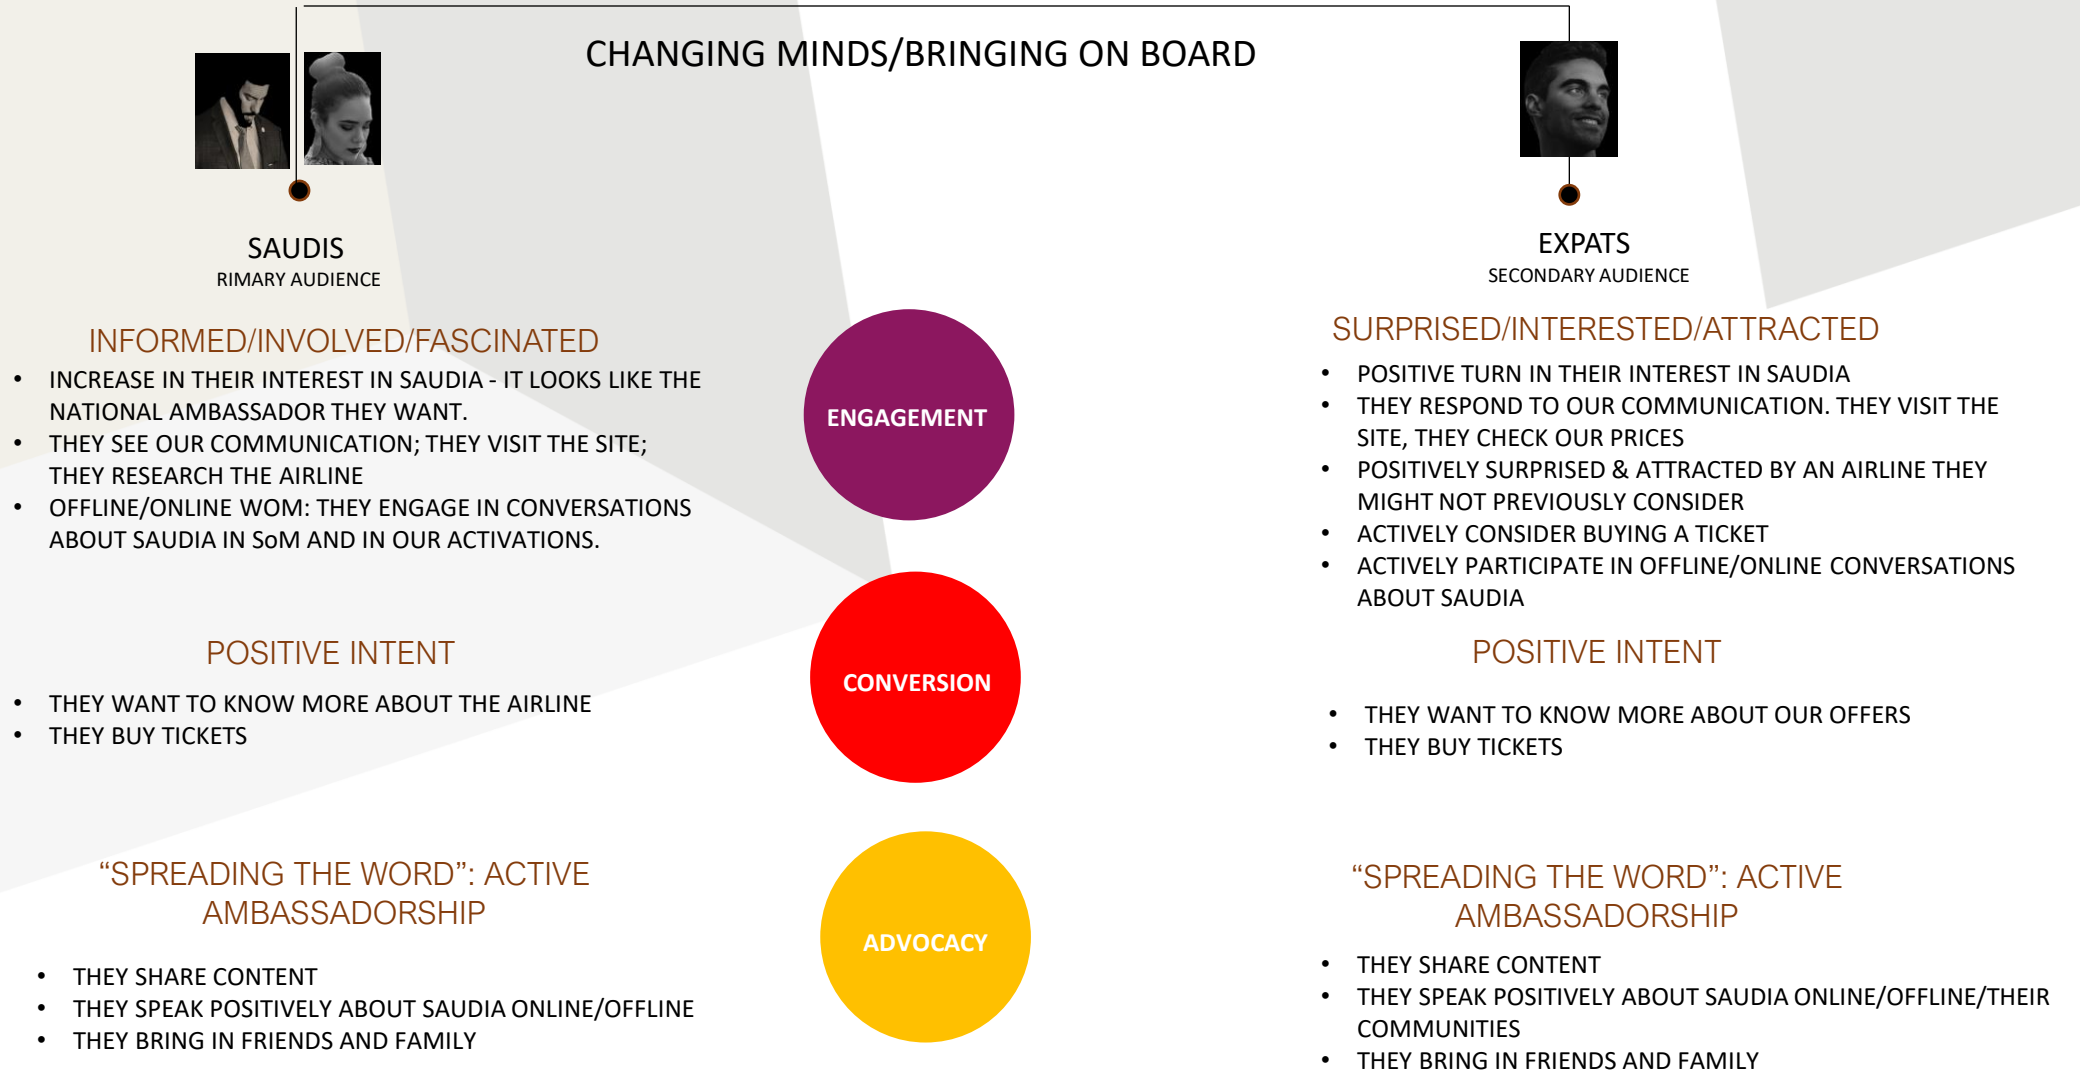 CHANGING MINDS/BRINGING ON BOARD
SAUDIS
RIMARY AUDIENCE
INFORMED/INVOLVED/FASCINATED
• INCREASE IN THEIR INTEREST IN SAUDIA - IT LOOKS LIKE THE
NATIONAL AMBASSADOR THEY WANT.
• THEY SEE OUR COMMUNICATION; THEY VISIT THE SITE;
THEY RESEARCH THE AIRLINE
• OFFLINE/ONLINE WOM: THEY ENGAGE IN CONVERSATIONS
ABOUT SAUDIA IN SoM AND IN OUR ACTIVATIONS.
POSITIVE INTENT
• THEY WANT TO KNOW MORE ABOUT THE AIRLINE
• THEY BUY TICKETS
“SPREADING THE WORD”: ACTIVE
AMBASSADORSHIP
• THEY SHARE CONTENT
• THEY SPEAK POSITIVELY ABOUT SAUDIA ONLINE/OFFLINE
• THEY BRING IN FRIENDS AND FAMILY
ENGAGEMENT
CONVERSION
ADVOCACY
EXPATS
SECONDARY AUDIENCE
SURPRISED/INTERESTED/ATTRACTED
• POSITIVE TURN IN THEIR INTEREST IN SAUDIA
• THEY RESPOND TO OUR COMMUNICATION. THEY VISIT THE
SITE, THEY CHECK OUR PRICES
• POSITIVELY SURPRISED & ATTRACTED BY AN AIRLINE THEY
MIGHT NOT PREVIOUSLY CONSIDER
• ACTIVELY CONSIDER BUYING A TICKET
• ACTIVELY PARTICIPATE IN OFFLINE/ONLINE CONVERSATIONS
ABOUT SAUDIA
POSITIVE INTENT
• THEY WANT TO KNOW MORE ABOUT OUR OFFERS
• THEY BUY TICKETS
“SPREADING THE WORD”: ACTIVE
AMBASSADORSHIP
• THEY SHARE CONTENT
• THEY SPEAK POSITIVELY ABOUT SAUDIA ONLINE/OFFLINE/THEIR
COMMUNITIES
• THEY BRING IN FRIENDS AND FAMILY